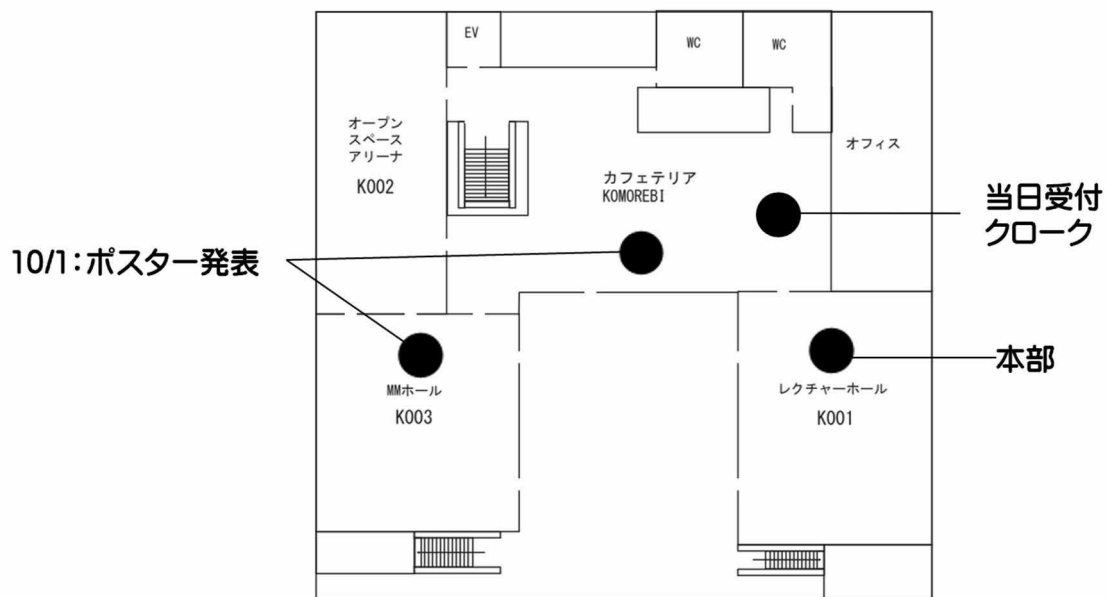 EV
WC
WC
オープン
スペース
アリーナ
K002
オフィス
カフェテリア
KOMOREBI
当日受付
クローク
10/1:ポスター発表
本部
MMホール
K003
レクチャーホール
K001